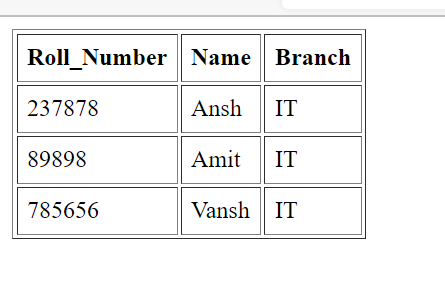 Roll_Number Name Branch
237878 Ansh IT
89898 Amit IT
785656 Vansh IT